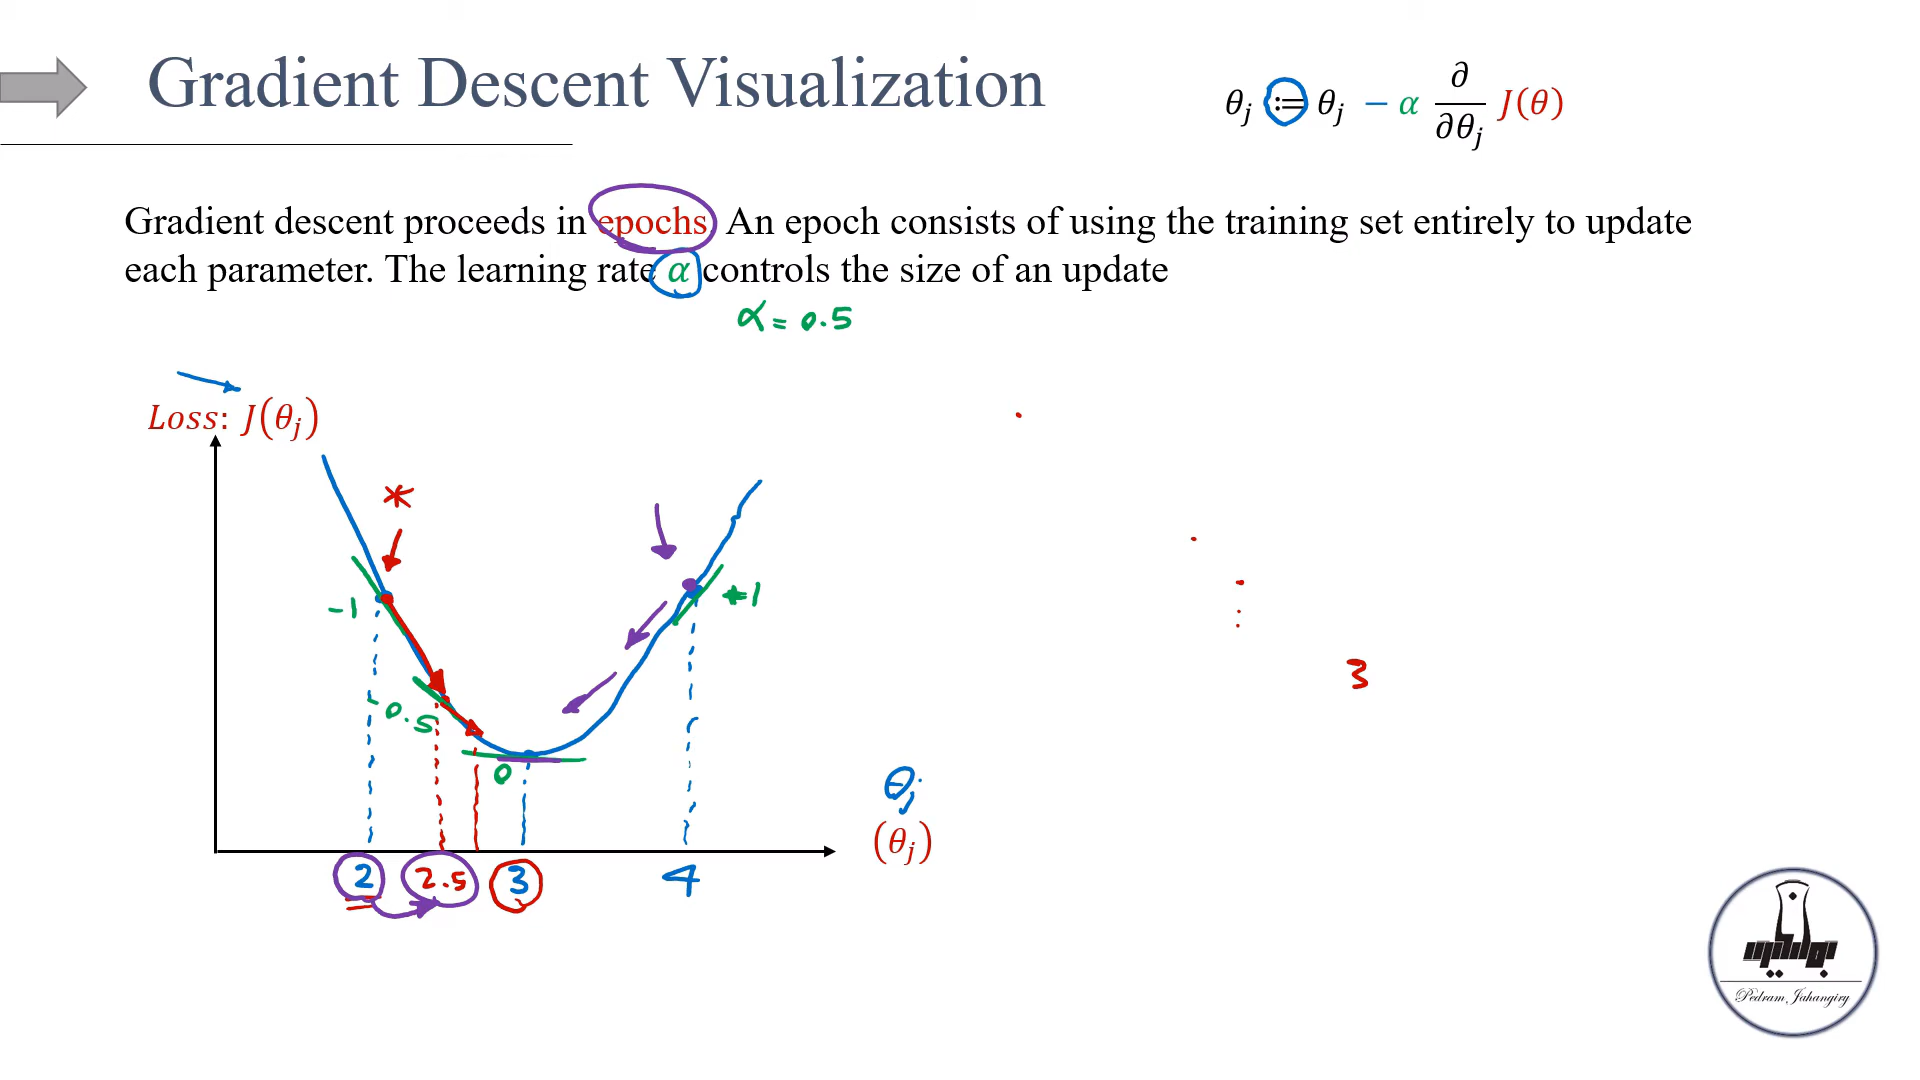 Gradient Descent Visualization
θj := θj − α ∂/∂θj J(θ)
Gradient descent proceeds in epochs. An epoch consists of using the training set entirely to update
each parameter. The learning rate α controls the size of an update
α = 0.5
Loss: J(θj)
*
-1
+1
-0.5
0
3
θj
(θj)
2 2.5 3 4
Pedram Jahangiry